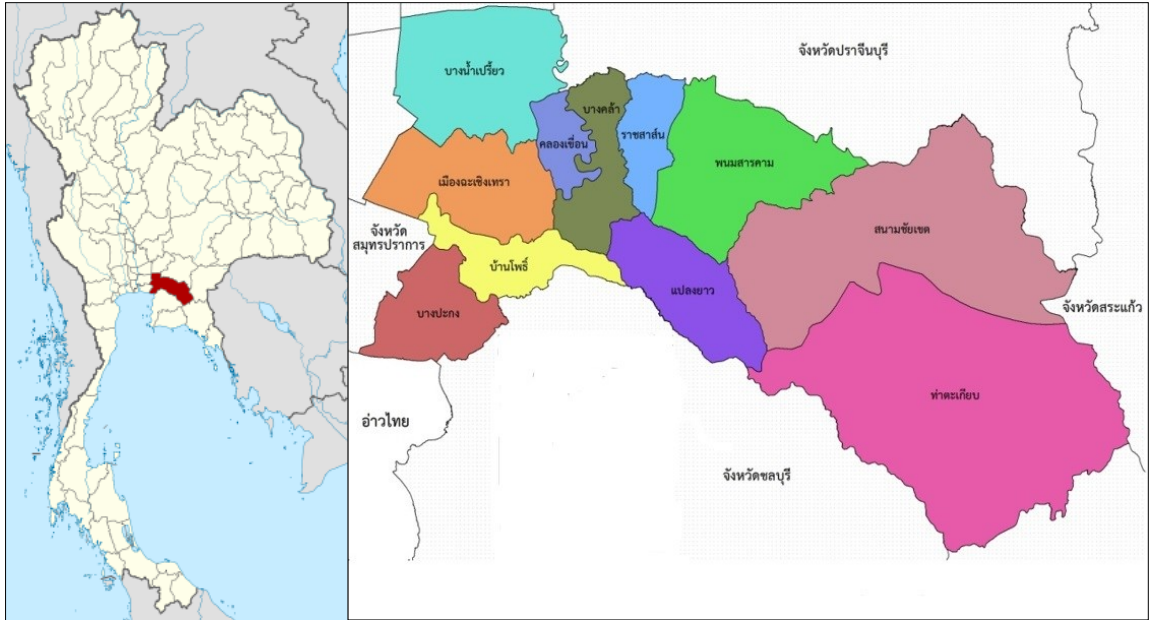 จังหวัดปราจีนบุรี
บางน้ำเปรี้ยว
บางคล้า
คลองเขื่อน
ราชสาส์น
พนมสารคาม
เมืองฉะเชิงเทรา
จังหวัด
สมุทรปราการ
สนามชัยเขต
บ้านโพธิ์
แปลงยาว
บางปะกง
จังหวัดสระแก้ว
ท่าตะเกียบ
อ่าวไทย
จังหวัดชลบุรี